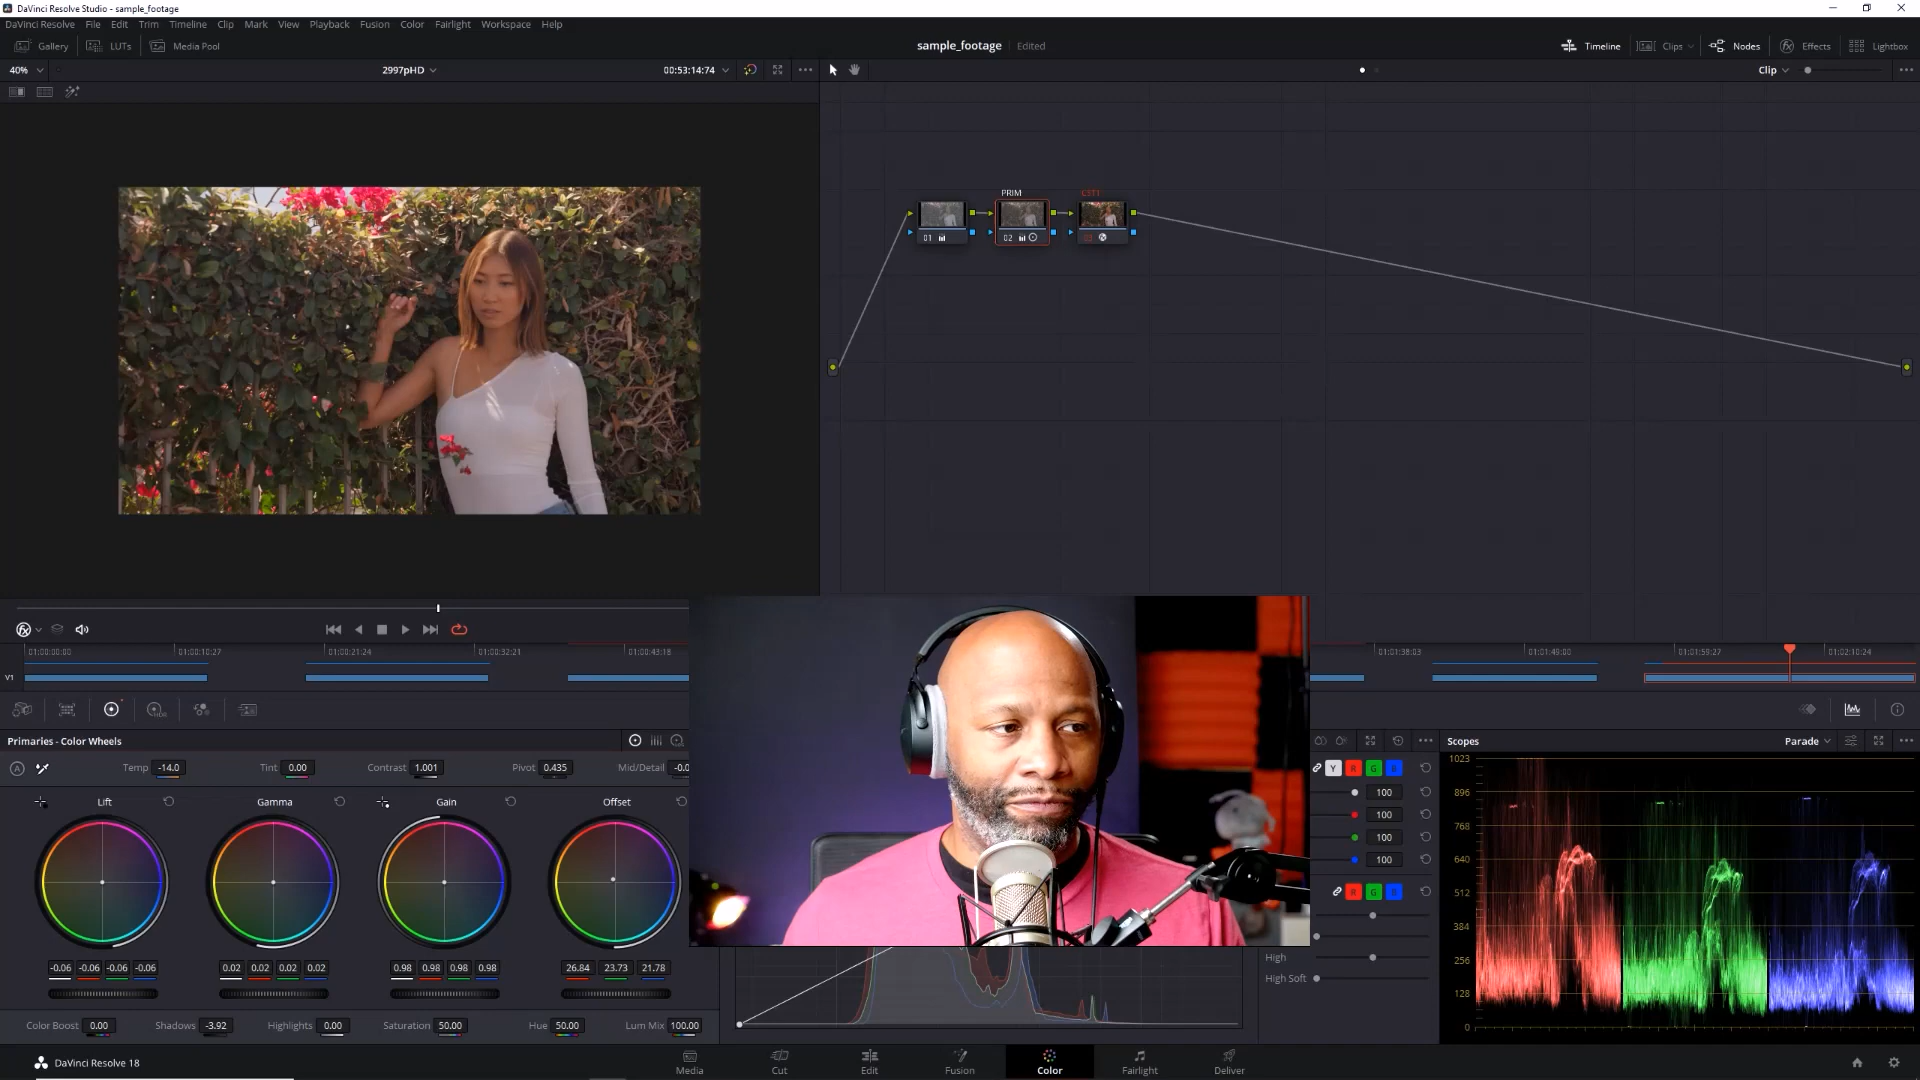 DaVinci Resolve Studio - sample_footage
DaVinci Resolve File Edit Trim Timeline Clip Mark View Playback Fusion Color Fairlight Workspace Help
Gallery LUTs Media Pool sample_footage Edited Timeline Clips Nodes Effects Lightbox
40% 2997pHD 00:53:14:74 Clip
PRIM CST1
01 02
01:00:00:00 01:00:10:27 01:00:21:24 01:00:32:21 01:00:43:18 01:01:38:03 01:01:49:00 01:01:59:27 01:02:10:24
V1
HDR
Primaries - Color Wheels Scopes Parade
A Temp -14.0 Tint 0.00 Contrast 1.001 Pivot 0.435 Mid/Detail Y R G B
Lift Gamma Gain Offset
100
100
100
100
R G B
-0.06 -0.06 -0.06 -0.06 0.02 0.02 0.02 0.02 0.98 0.98 0.98 0.98 26.84 23.73 21.78
High
High Soft
Color Boost 0.00 Shadows -3.92 Highlights 0.00 Saturation 50.00 Hue 50.00 Lum Mix 100.00
1023
896
768
640
512
384
256
128
0
DaVinci Resolve 18
Media Cut Edit Fusion Color Fairlight Deliver